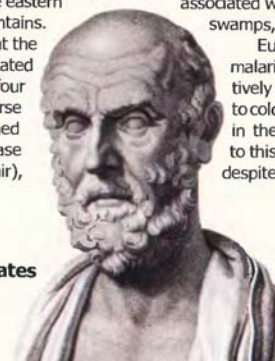 e eastern
ntains.
t the
ated
four
rse
ned
ase
ir),
ates
associated w
swamps,
Eu
malari
tively
to cold
in the
to this
despite